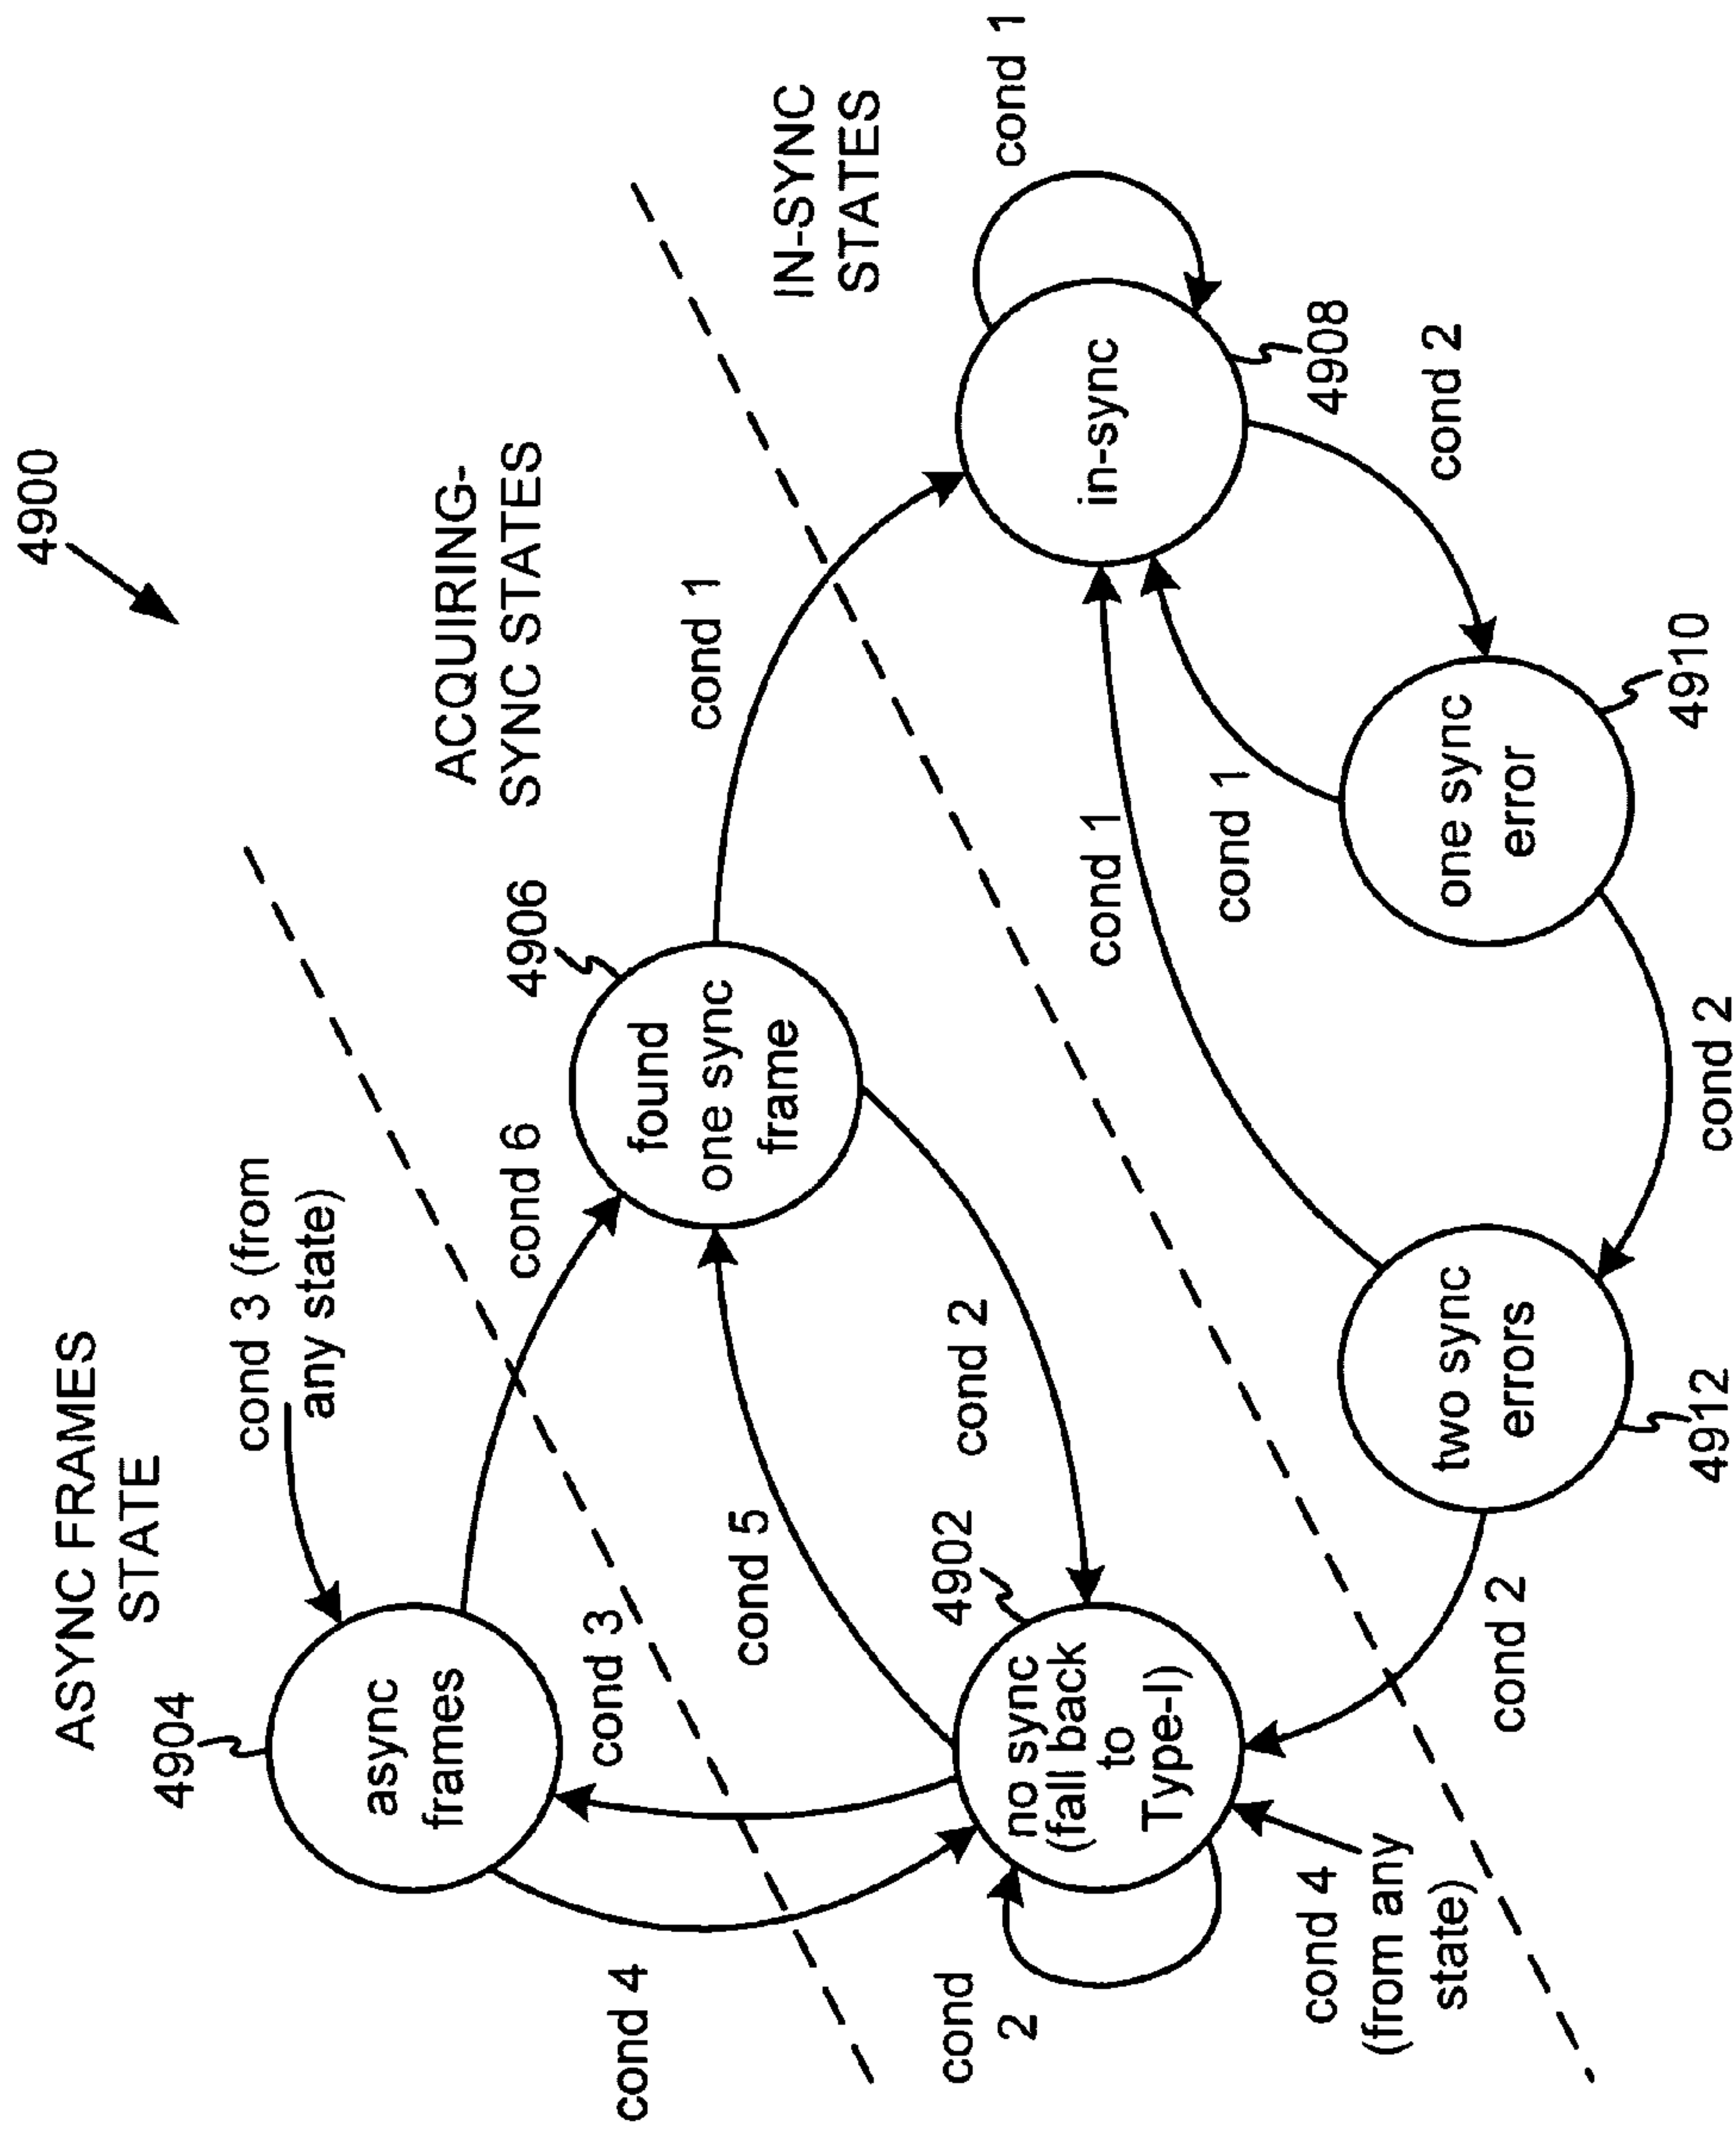 4900
ASYNC FRAMES
STATE
ACQUIRING-
SYNC STATES
IN-SYNC
STATES
4904
async
frames
cond 3 (from
any state)
cond 6
4906
found
one sync
frame
cond 1
cond 4
cond 3
cond 5
cond 2
4902
no sync
(fall back
to
Type-I)
cond
2
cond 4
(from any
state)
cond 1
in-sync
4908
cond 2
cond 1
cond 1
one sync
error
4910
cond 2
two sync
errors
4912
cond 2